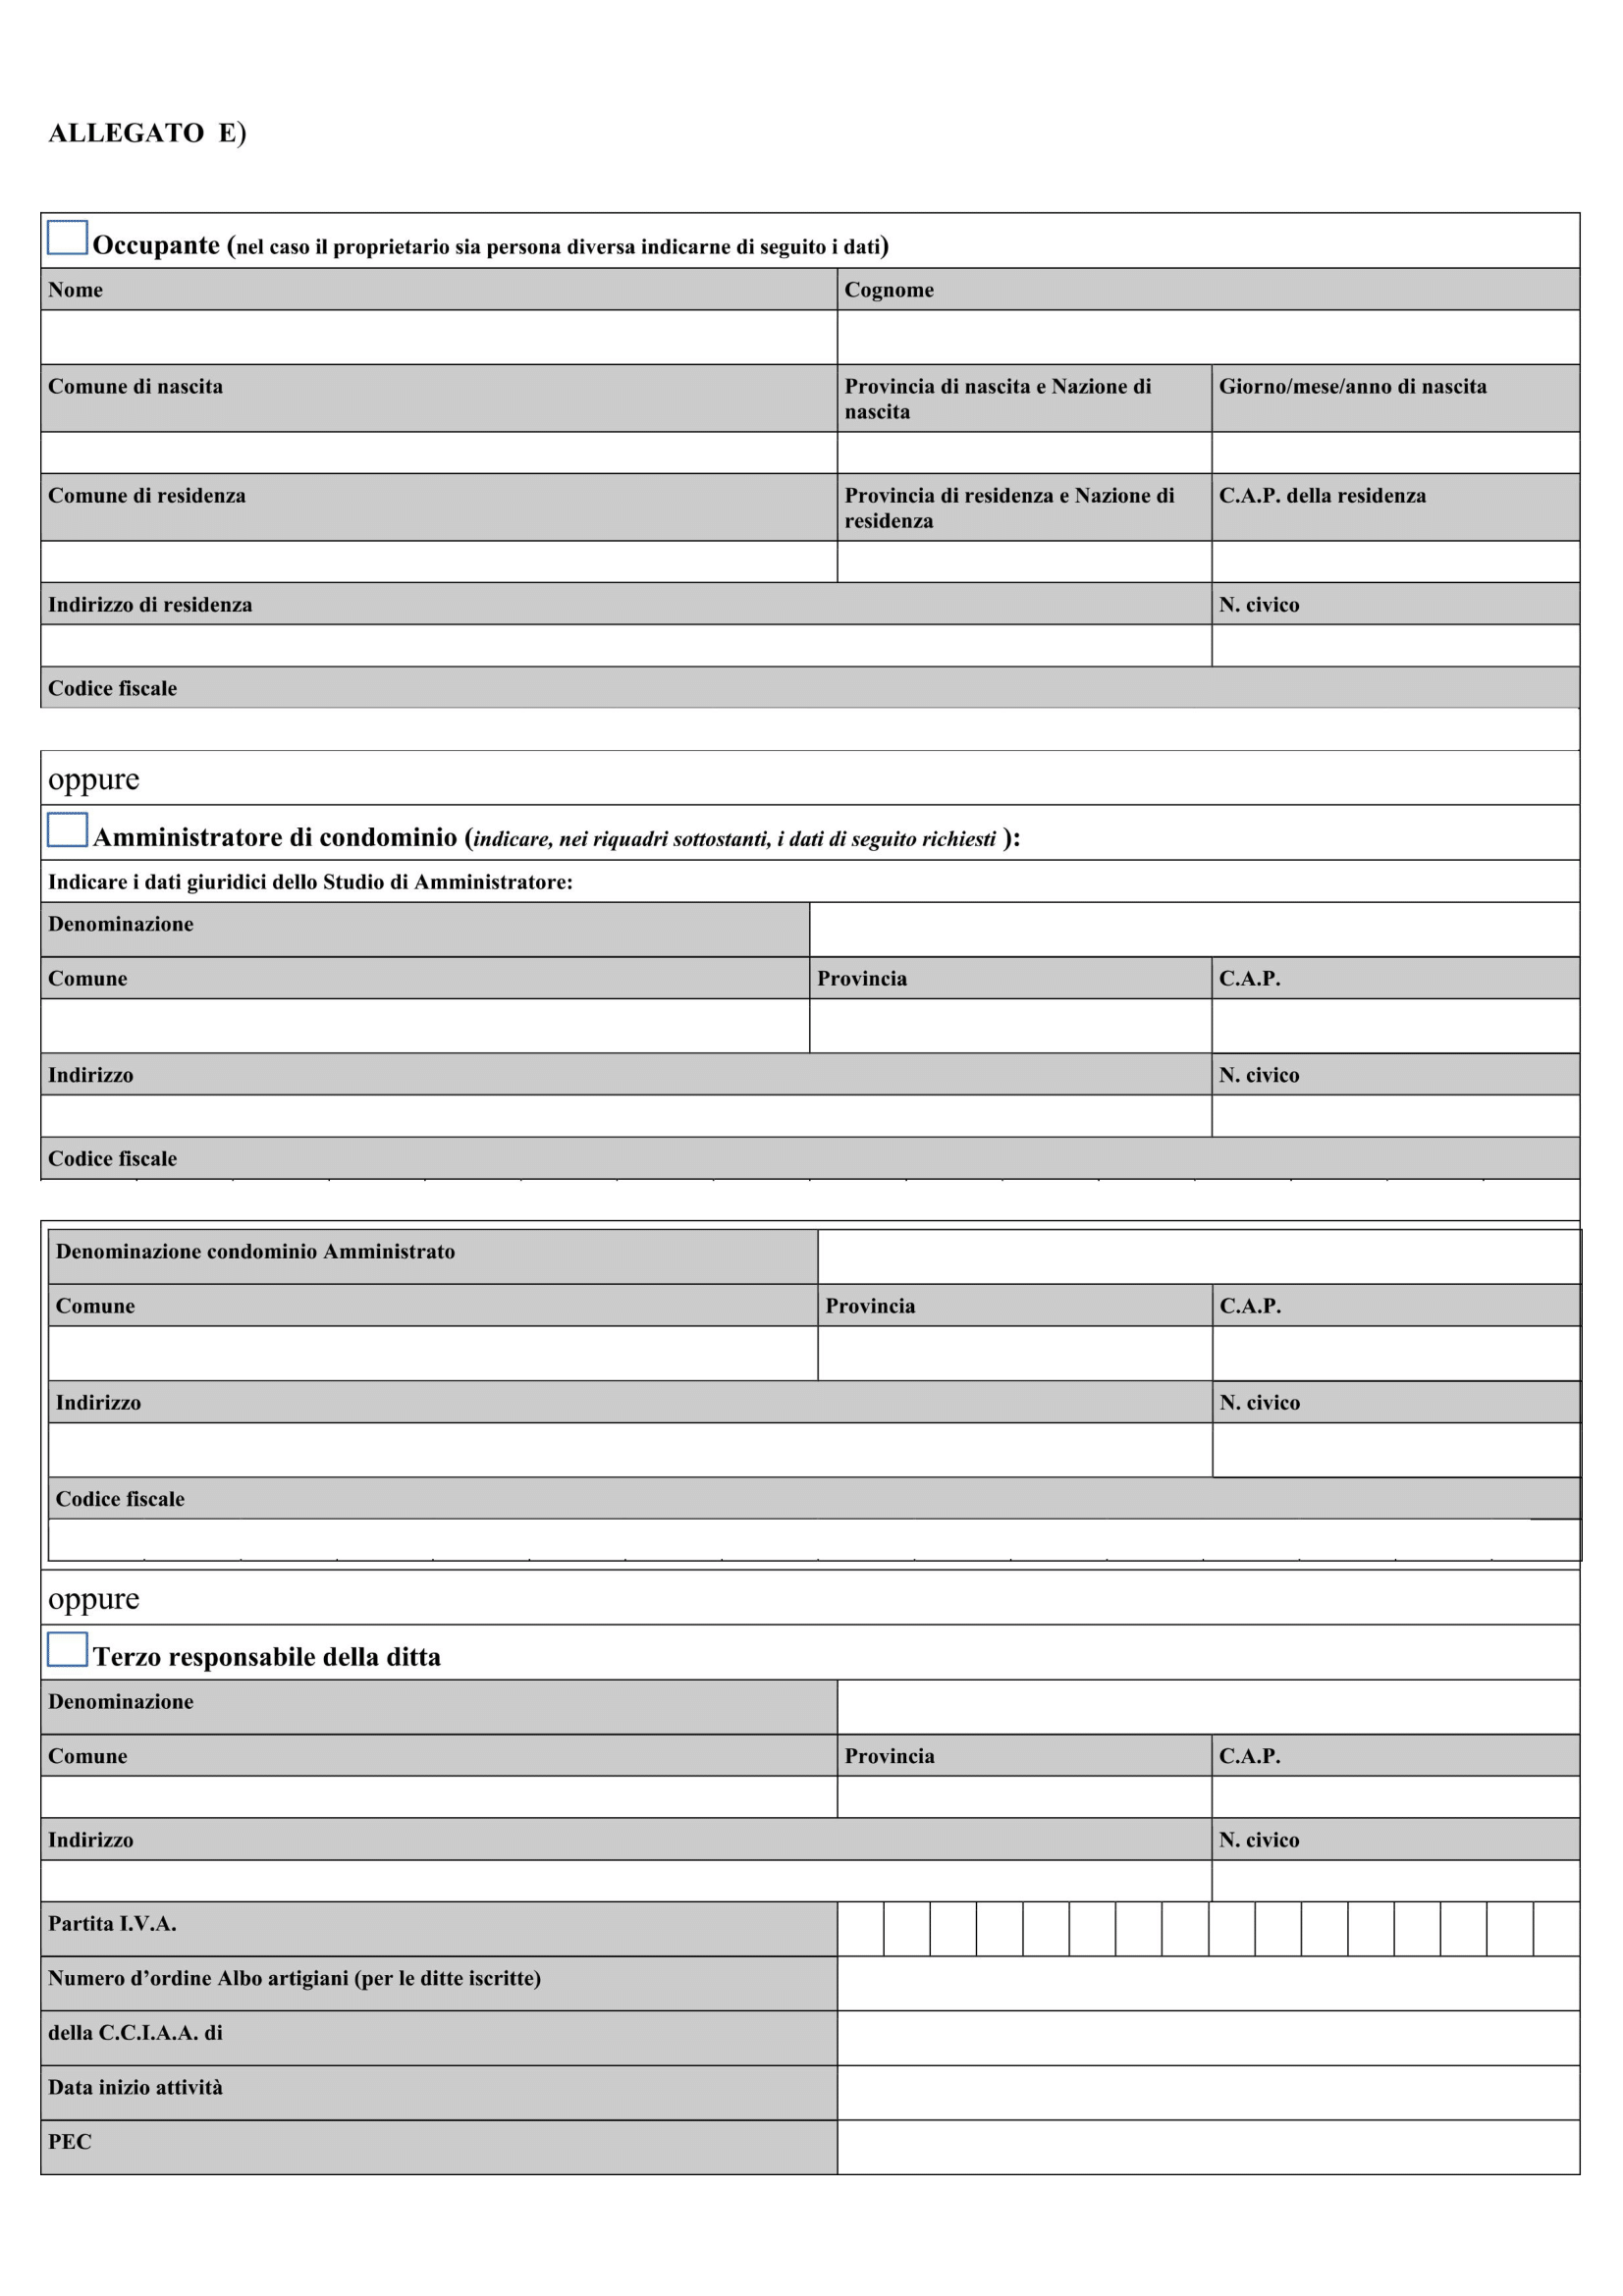 ALLEGATO E)
Occupante (nel caso il proprietario sia persona diversa indicarne di seguito i dati)
Nome Cognome
Comune di nascita Provincia di nascita e Nazione di nascita Giorno/mese/anno di nascita
Comune di residenza Provincia di residenza e Nazione di residenza C.A.P. della residenza
Indirizzo di residenza N. civico
Codice fiscale
oppure
Amministratore di condominio (indicare, nei riquadri sottostanti, i dati di seguito richiesti ):
Indicare i dati giuridici dello Studio di Amministratore:
Denominazione
Comune Provincia C.A.P.
Indirizzo N. civico
Codice fiscale
Denominazione condominio Amministrato
Comune Provincia C.A.P.
Indirizzo N. civico
Codice fiscale
oppure
Terzo responsabile della ditta
Denominazione
Comune Provincia C.A.P.
Indirizzo N. civico
Partita I.V.A.
Numero d’ordine Albo artigiani (per le ditte iscritte)
della C.C.I.A.A. di
Data inizio attività
PEC